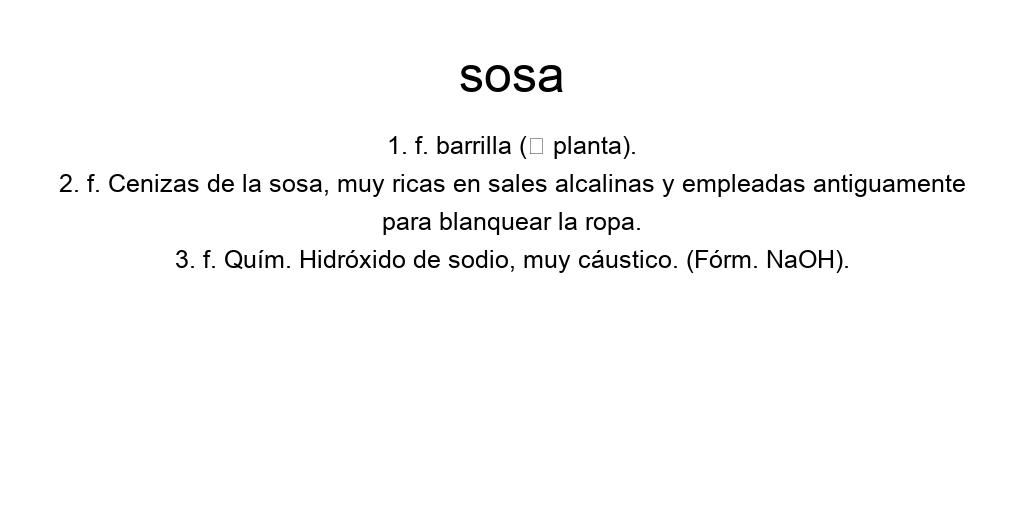 sosa
1. f. barrilla (□ planta).
2. f. Cenizas de la sosa, muy ricas en sales alcalinas y empleadas antiguamente
para blanquear la ropa.
3. f. Quím. Hidróxido de sodio, muy cáustico. (Fórm. NaOH).